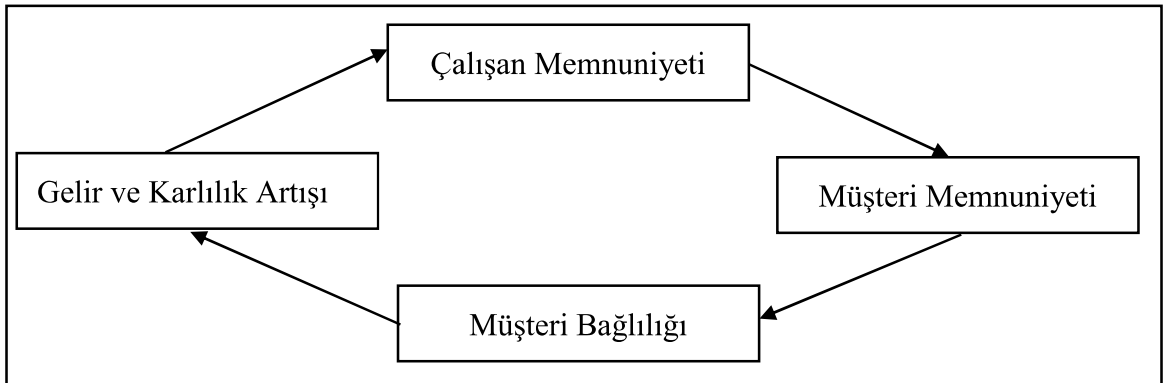 Çalışan Memnuniyeti
Gelir ve Karlılık Artışı
Müşteri Memnuniyeti
Müşteri Bağlılığı